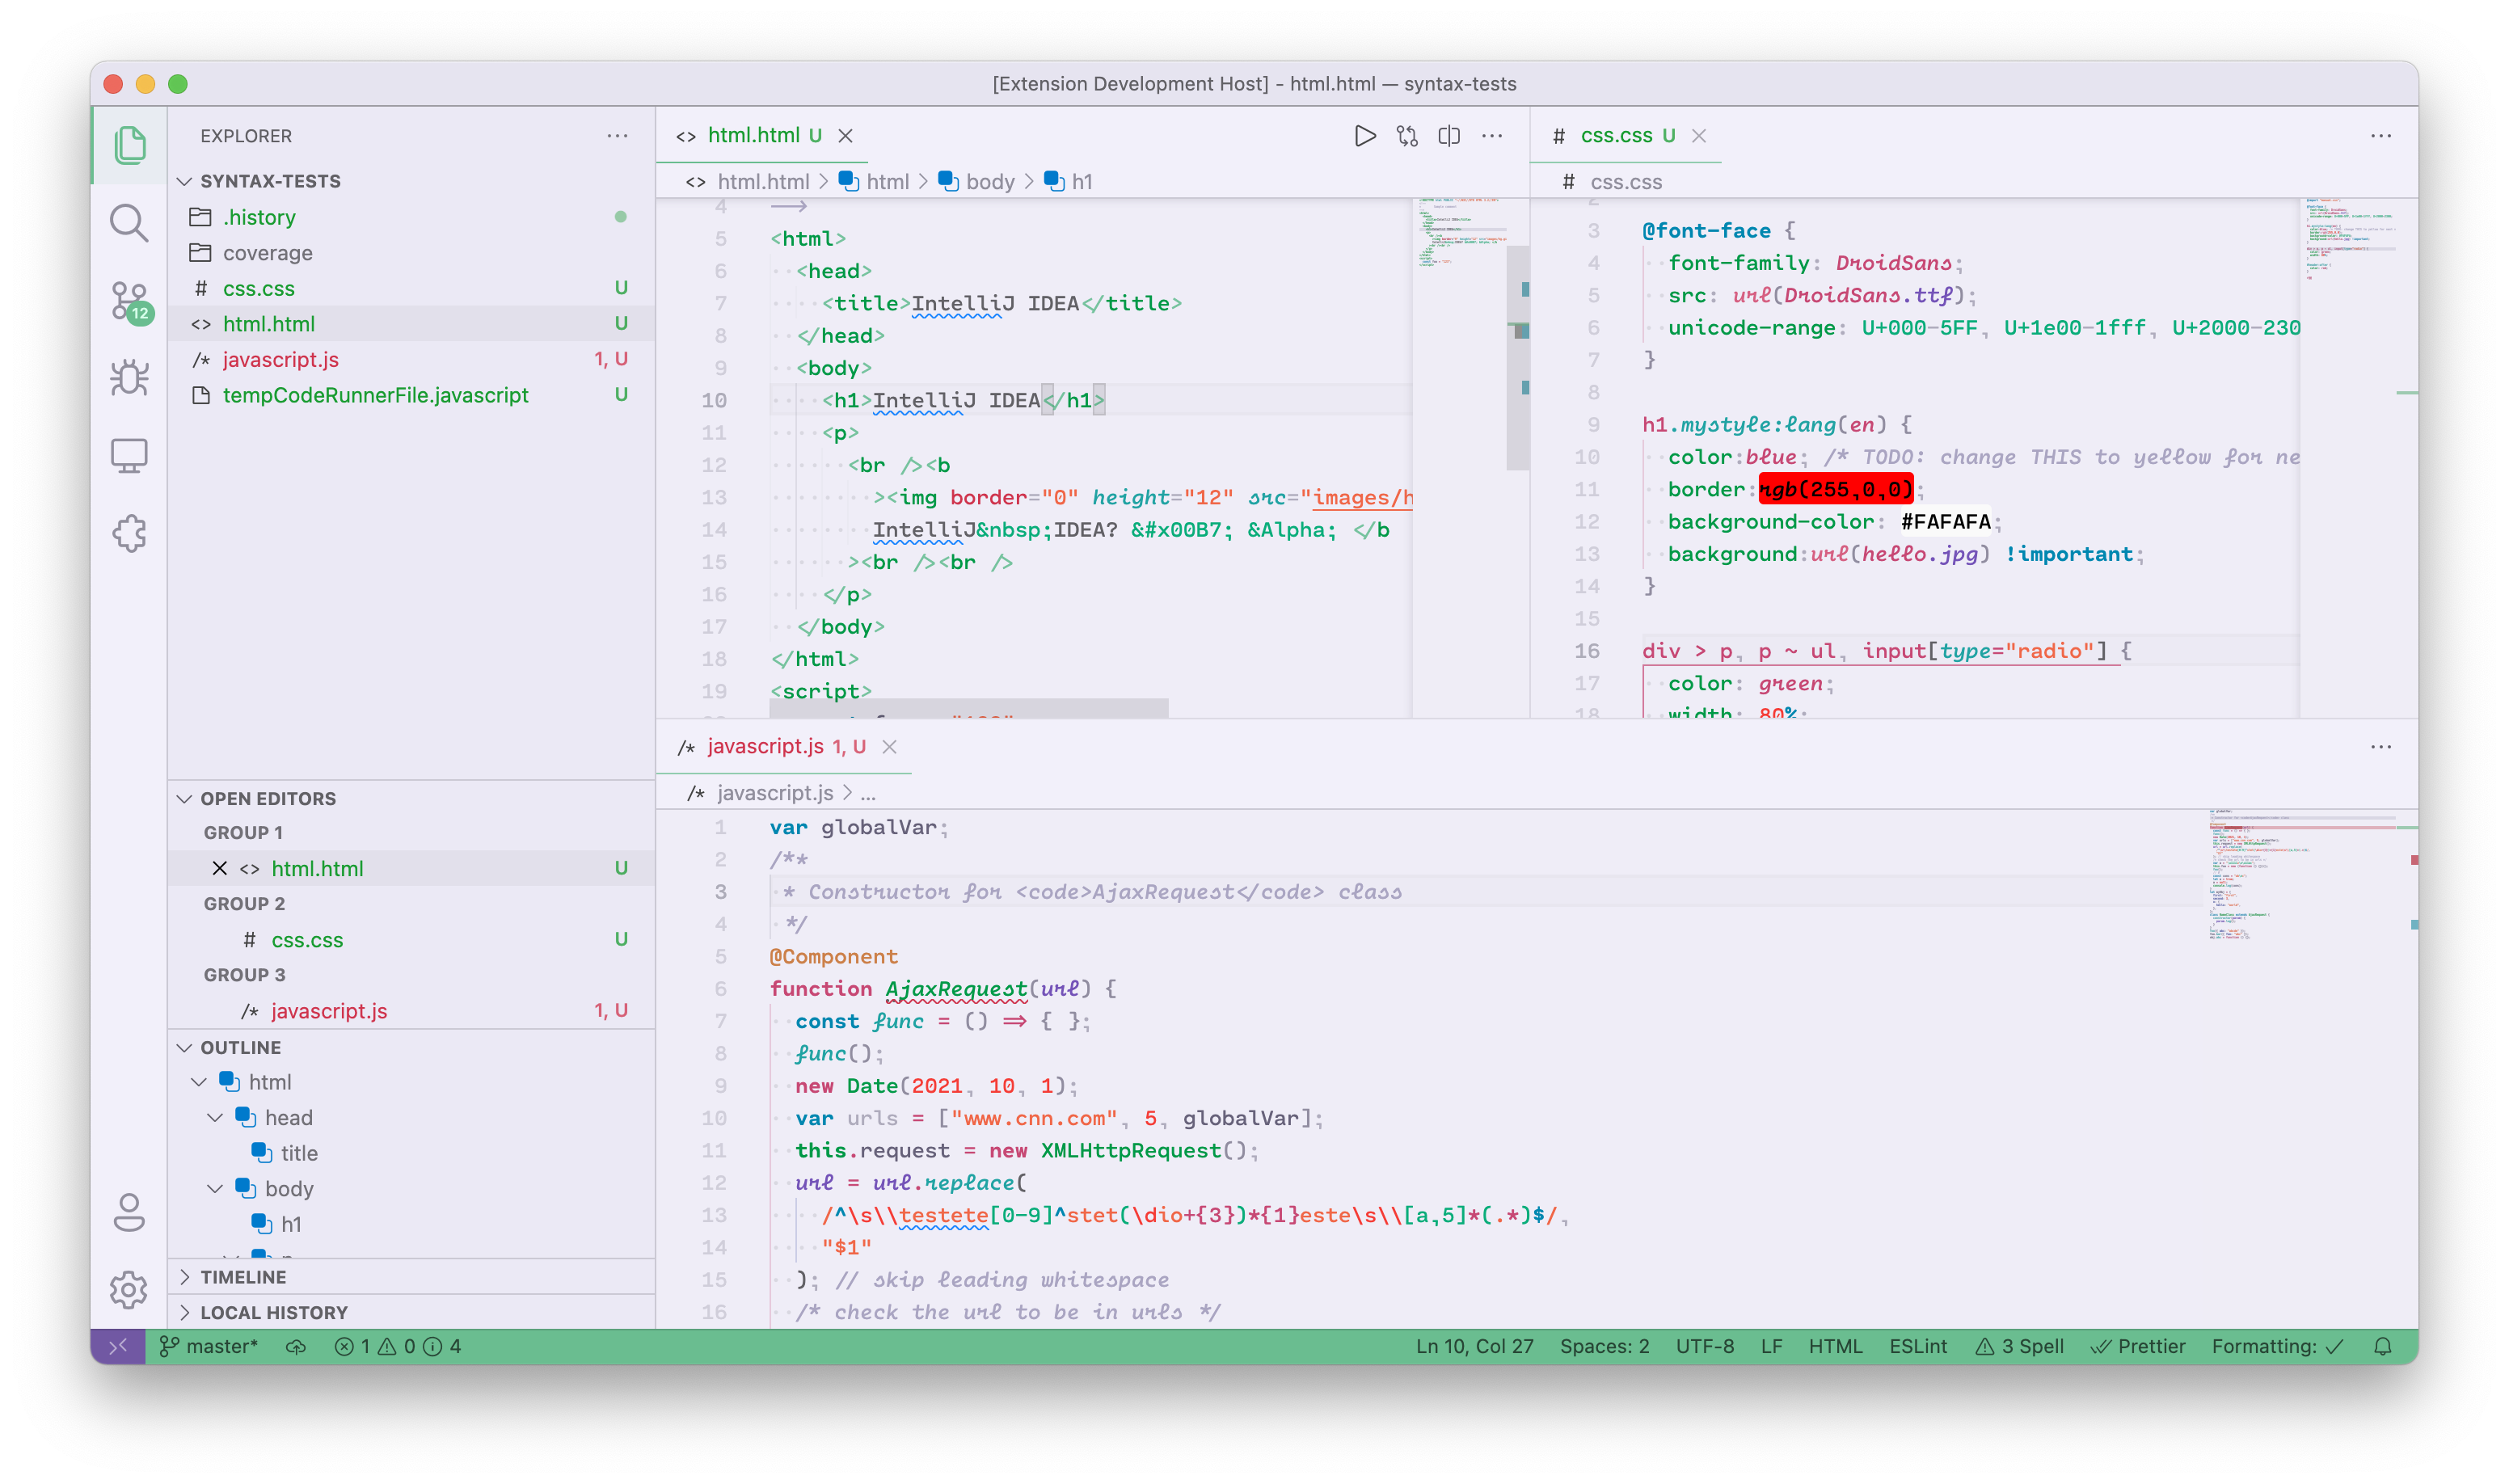 [Extension Development Host] - html.html — syntax-tests
EXPLORER
SYNTAX-TESTS
.history
coverage
# css.css U
<> html.html U
/* javascript.js 1, U
tempCodeRunnerFile.javascript U
12
OPEN EDITORS
GROUP 1
<> html.html U
GROUP 2
# css.css U
GROUP 3
/* javascript.js 1, U
OUTLINE
html
head
title
body
h1
TIMELINE
LOCAL HISTORY
<> html.html U
<> html.html > html > body > h1
4 -->
5 <html>
6 <head>
7 <title>IntelliJ IDEA</title>
8 </head>
9 <body>
10 <h1>IntelliJ IDEA</h1>
11 <p>
12 <br /><b
13 ><img border="0" height="12" src="images/h
14 IntelliJ&nbsp;IDEA? &#x00B7; &Alpha; </b
15 ><br /><br />
16 </p>
17 </body>
18 </html>
19 <script>
# css.css U
# css.css
2
3 @font-face {
4 font-family: DroidSans;
5 src: url(DroidSans.ttf);
6 unicode-range: U+000-5FF, U+1e00-1fff, U+2000-230
7 }
8
9 h1.mystyle:lang(en) {
10 color:blue; /* TODO: change THIS to yellow for ne
11 border:rgb(255,0,0);
12 background-color: #FAFAFA;
13 background:url(hello.jpg) !important;
14 }
15
16 div > p, p ~ ul, input[type="radio"] {
17 color: green;
18 width: 80%;
/* javascript.js 1, U
/* javascript.js > ...
1 var globalVar;
2 /**
3 * Constructor for <code>AjaxRequest</code> class
4 */
5 @Component
6 function AjaxRequest(url) {
7 const func = () => { };
8 func();
9 new Date(2021, 10, 1);
10 var urls = ["www.cnn.com", 5, globalVar];
11 this.request = new XMLHttpRequest();
12 url = url.replace(
13 /^\s\\testete[0-9]^stet(\dio+{3})*{1}este\s\\[a,5]*(.*)$/,
14 "$1"
15 ); // skip leading whitespace
16 /* check the url to be in urls */
master* 1 0 4
Ln 10, Col 27 Spaces: 2 UTF-8 LF HTML ESLint 3 Spell Prettier Formatting: